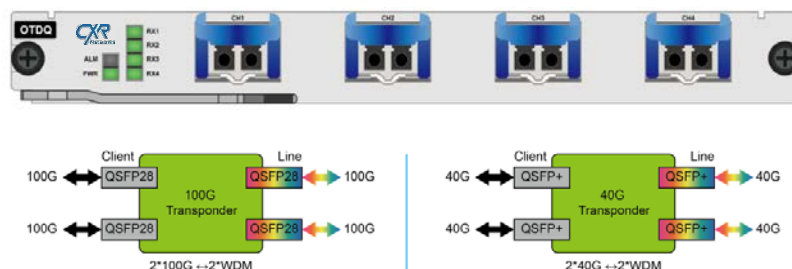 CH1 CH2 CH3 CH4
OTDQ CXR Networks RX1
RX2
ALM RX3
PWR RX4
Client Line Client Line
100G QSFP28 QSFP28 100G 40G QSFP+ QSFP+ 40G
100G 40G
Transponder Transponder
100G QSFP28 QSFP28 100G 40G QSFP+ QSFP+ 40G
2*100G ↔2*WDM 2*40G ↔2*WDM